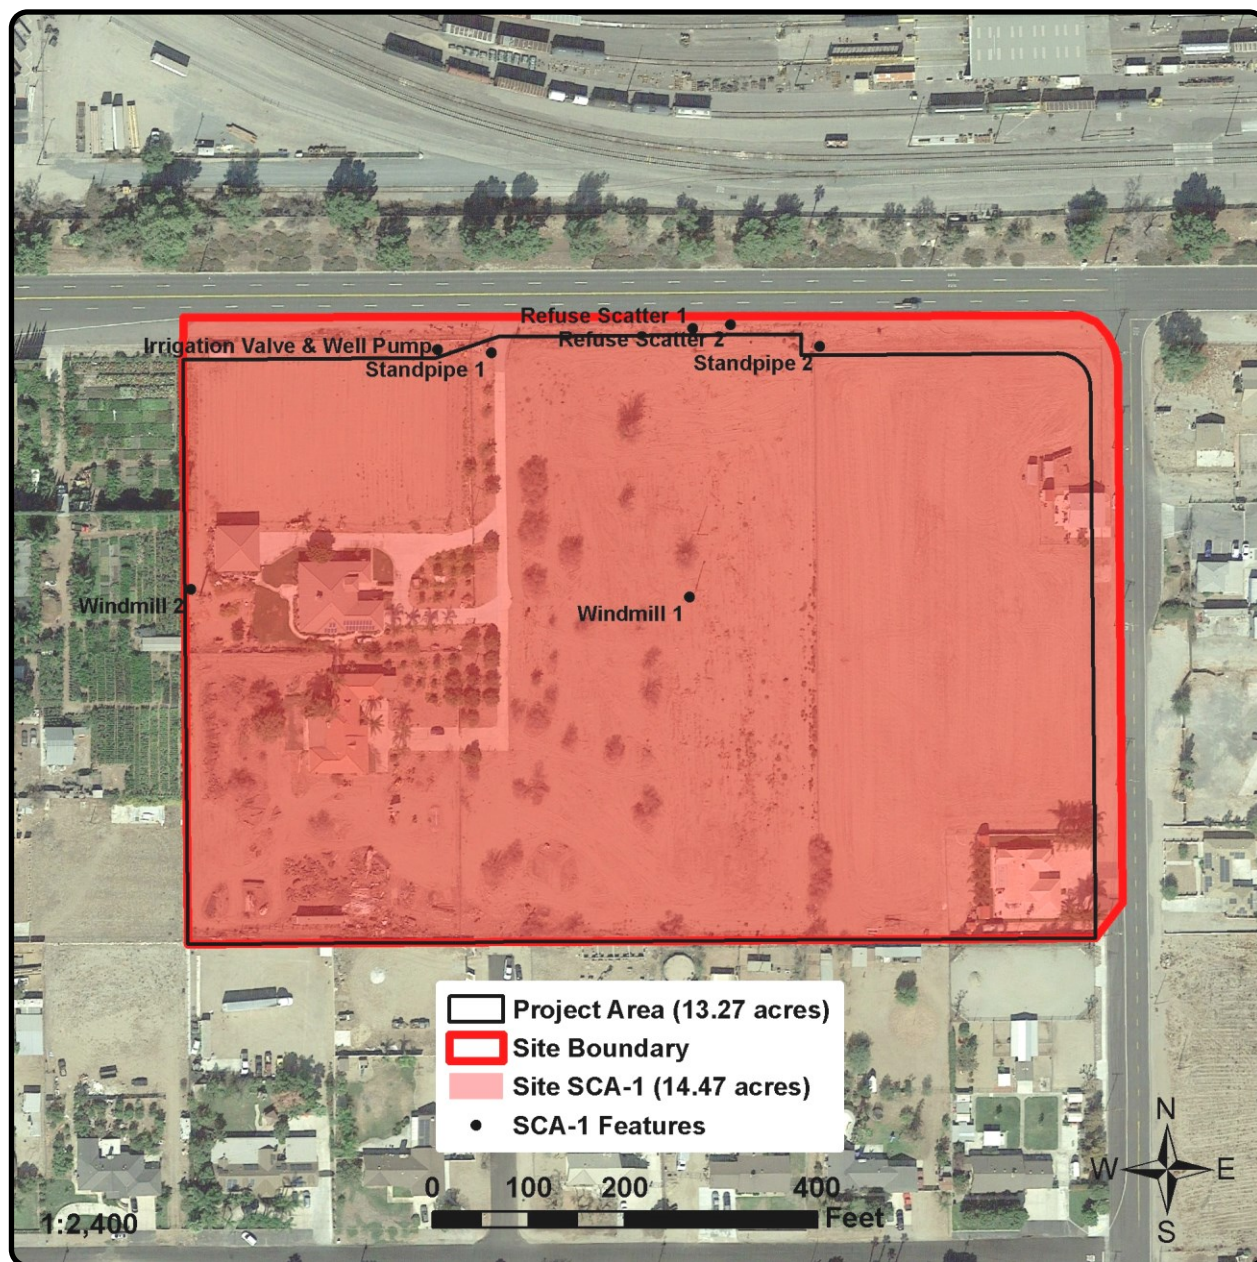 Refuse Scatter 1
Irrigation Valve & Well Pump
Refuse Scatter 2
Standpipe 1
Standpipe 2
Windmill 2
Windmill 1
Project Area (13.27 acres)
Site Boundary
Site SCA-1 (14.47 acres)
SCA-1 Features
N
W E
S
0 100 200 400
Feet
1:2,400